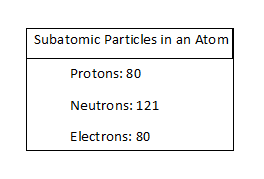 Subatomic Particles in an Atom
Protons: 80
Neutrons: 121
Electrons: 80